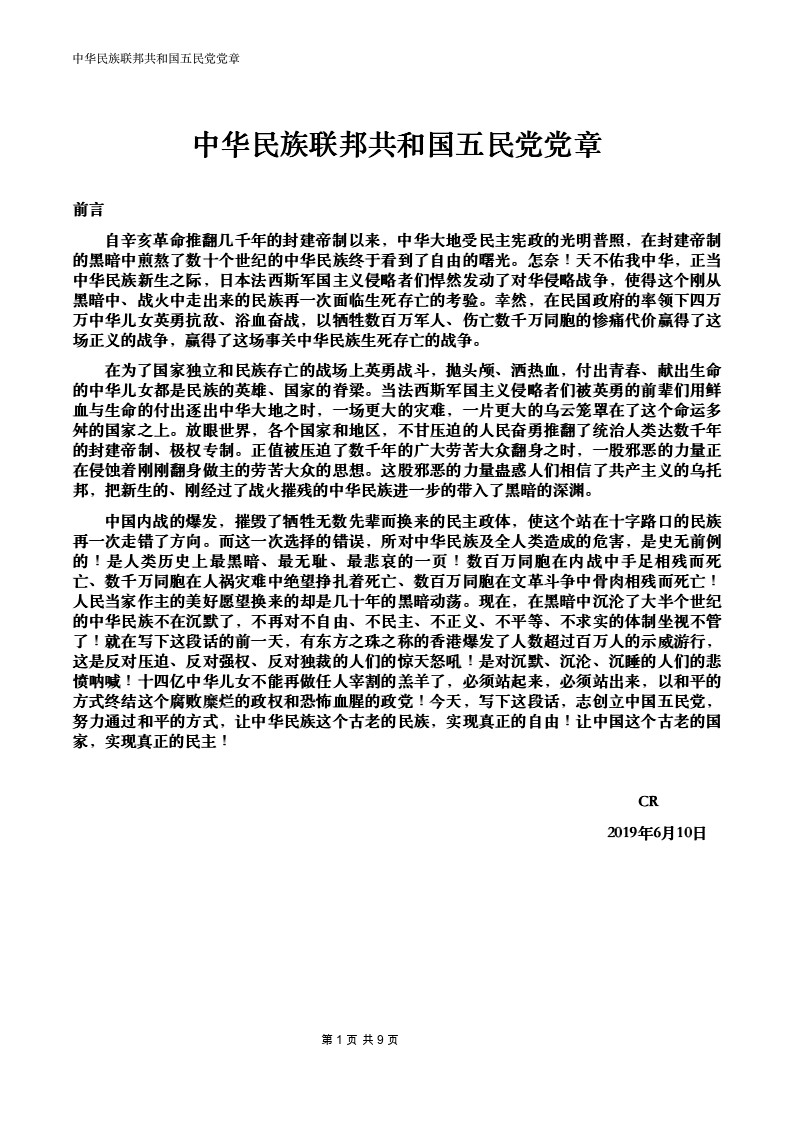 中华民族联邦共和国五民党党章
中华民族联邦共和国五民党党章
前言
自辛亥革命推翻几千年的封建帝制以来，中华大地受民主宪政的光明普照，在封建帝制
的黑暗中煎熬了数十个世纪的中华民族终于看到了自由的曙光。怎奈！天不佑我中华，正当
中华民族新生之际，日本法西斯军国主义侵略者们悍然发动了对华侵略战争，使得这个刚从
黑暗中、战火中走出来的民族再一次面临生死存亡的考验。幸然，在民国政府的率领下四万
万中华儿女英勇抗敌、浴血奋战，以牺牲数百万军人、伤亡数千万同胞的惨痛代价赢得了这
场正义的战争，赢得了这场事关中华民族生死存亡的战争。
在为了国家独立和民族存亡的战场上英勇战斗，抛头颅、洒热血，付出青春、献出生命
的中华儿女都是民族的英雄、国家的脊梁。当法西斯军国主义侵略者们被英勇的前辈们用鲜
血与生命的付出逐出中华大地之时，一场更大的灾难，一片更大的乌云笼罩在了这个命运多
舛的国家之上。放眼世界，各个国家和地区，不甘压迫的人民奋勇推翻了统治人类达数千年
的封建帝制、极权专制。正值被压迫了数千年的广大劳苦大众翻身之时，一股邪恶的力量正
在侵蚀着刚刚翻身做主的劳苦大众的思想。这股邪恶的力量蛊惑人们相信了共产主义的乌托
邦，把新生的、刚经过了战火摧残的中华民族进一步的带入了黑暗的深渊。
中国内战的爆发，摧毁了牺牲无数先辈而换来的民主政体，使这个站在十字路口的民族
再一次走错了方向。而这一次选择的错误，所对中华民族及全人类造成的危害，是史无前例
的！是人类历史上最黑暗、最无耻、最悲哀的一页！数百万同胞在内战中手足相残而死
亡、数千万同胞在人祸灾难中绝望挣扎着死亡、数百万同胞在文革斗争中骨肉相残而死亡！
人民当家作主的美好愿望换来的却是几十年的黑暗动荡。现在，在黑暗中沉沦了大半个世纪
的中华民族不在沉默了，不再对不自由、不民主、不正义、不平等、不求实的体制坐视不管
了！就在写下这段话的前一天，有东方之珠之称的香港爆发了人数超过百万人的示威游行，
这是反对压迫、反对强权、反对独裁的人们的惊天怒吼！是对沉默、沉沦、沉睡的人们的悲
愤呐喊！十四亿中华儿女不能再做任人宰割的羔羊了，必须站起来，必须站出来，以和平的
方式终结这个腐败糜烂的政权和恐怖血腥的政党！今天，写下这段话，志创立中国五民党，
努力通过和平的方式，让中华民族这个古老的民族，实现真正的自由！让中国这个古老的国
家，实现真正的民主！
CR
2019年6月10日
第 1 页 共 9 页